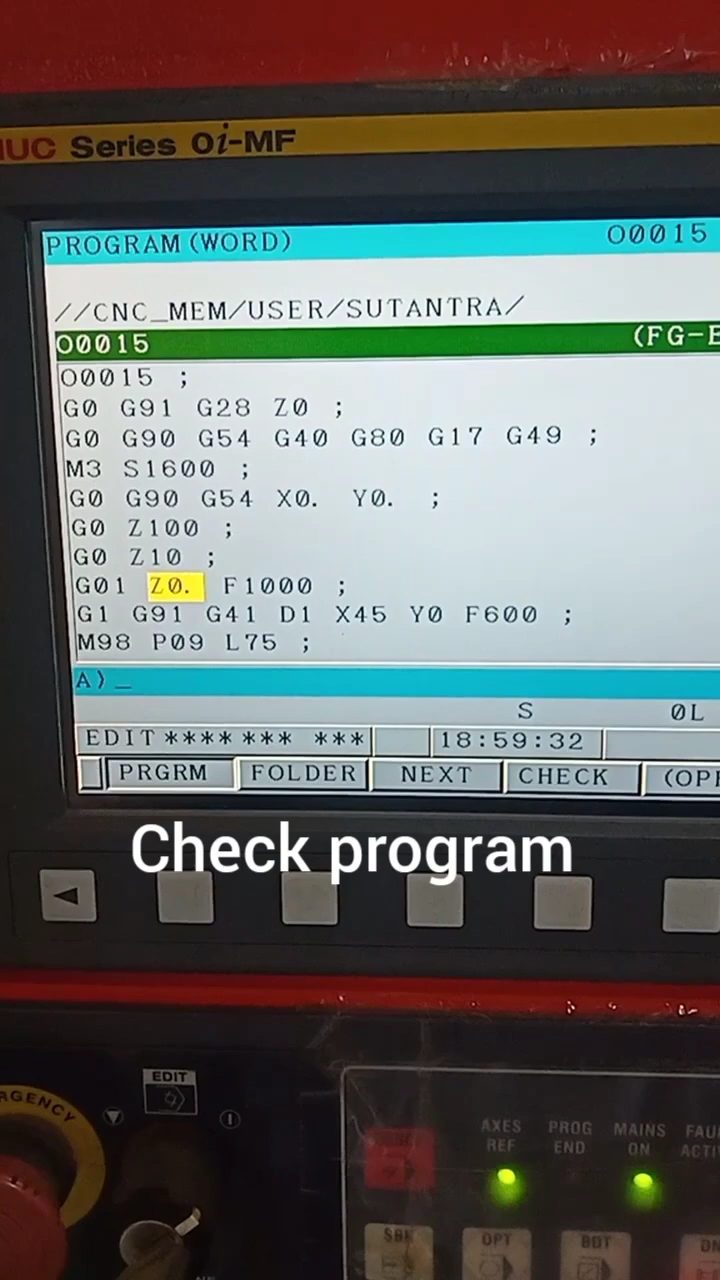 UC Series 0i-MF
PROGRAM (WORD) O0015
//CNC_MEM/USER/SUTANTRA/
O0015 (FG-E
O0015 ;
G0 G91 G28 Z0 ;
G0 G90 G54 G40 G80 G17 G49 ;
M3 S1600 ;
G0 G90 G54 X0. Y0. ;
G0 Z100 ;
G0 Z10 ;
G01 Z0. F1000 ;
G1 G91 G41 D1 X45 Y0 F600 ;
M98 P09 L75 ;
A)_
S 0L
EDIT **** *** *** 18:59:32
PRGRM FOLDER NEXT CHECK (OP
Check program
EDIT
RGENCY
AXES REF PROG END MAINS ON FAU ACTI
SBK OPT